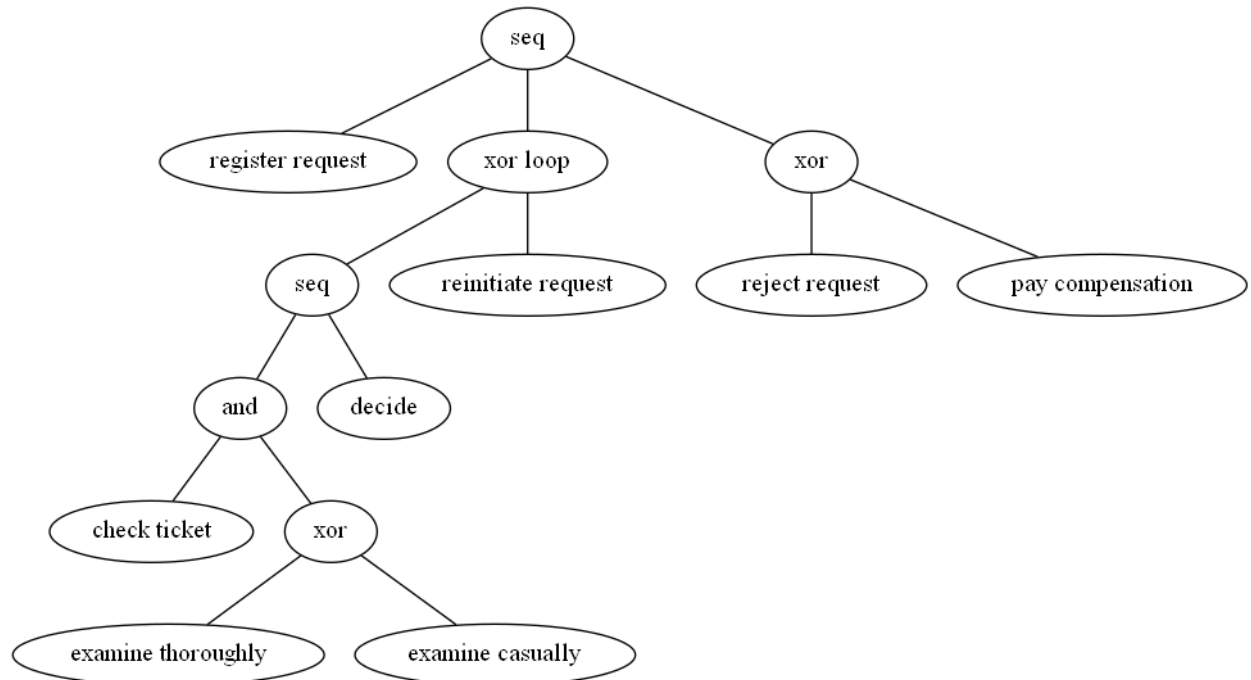 seq
register request
xor loop
xor
seq
reinitiate request
reject request
pay compensation
and
decide
check ticket
xor
examine thoroughly
examine casually